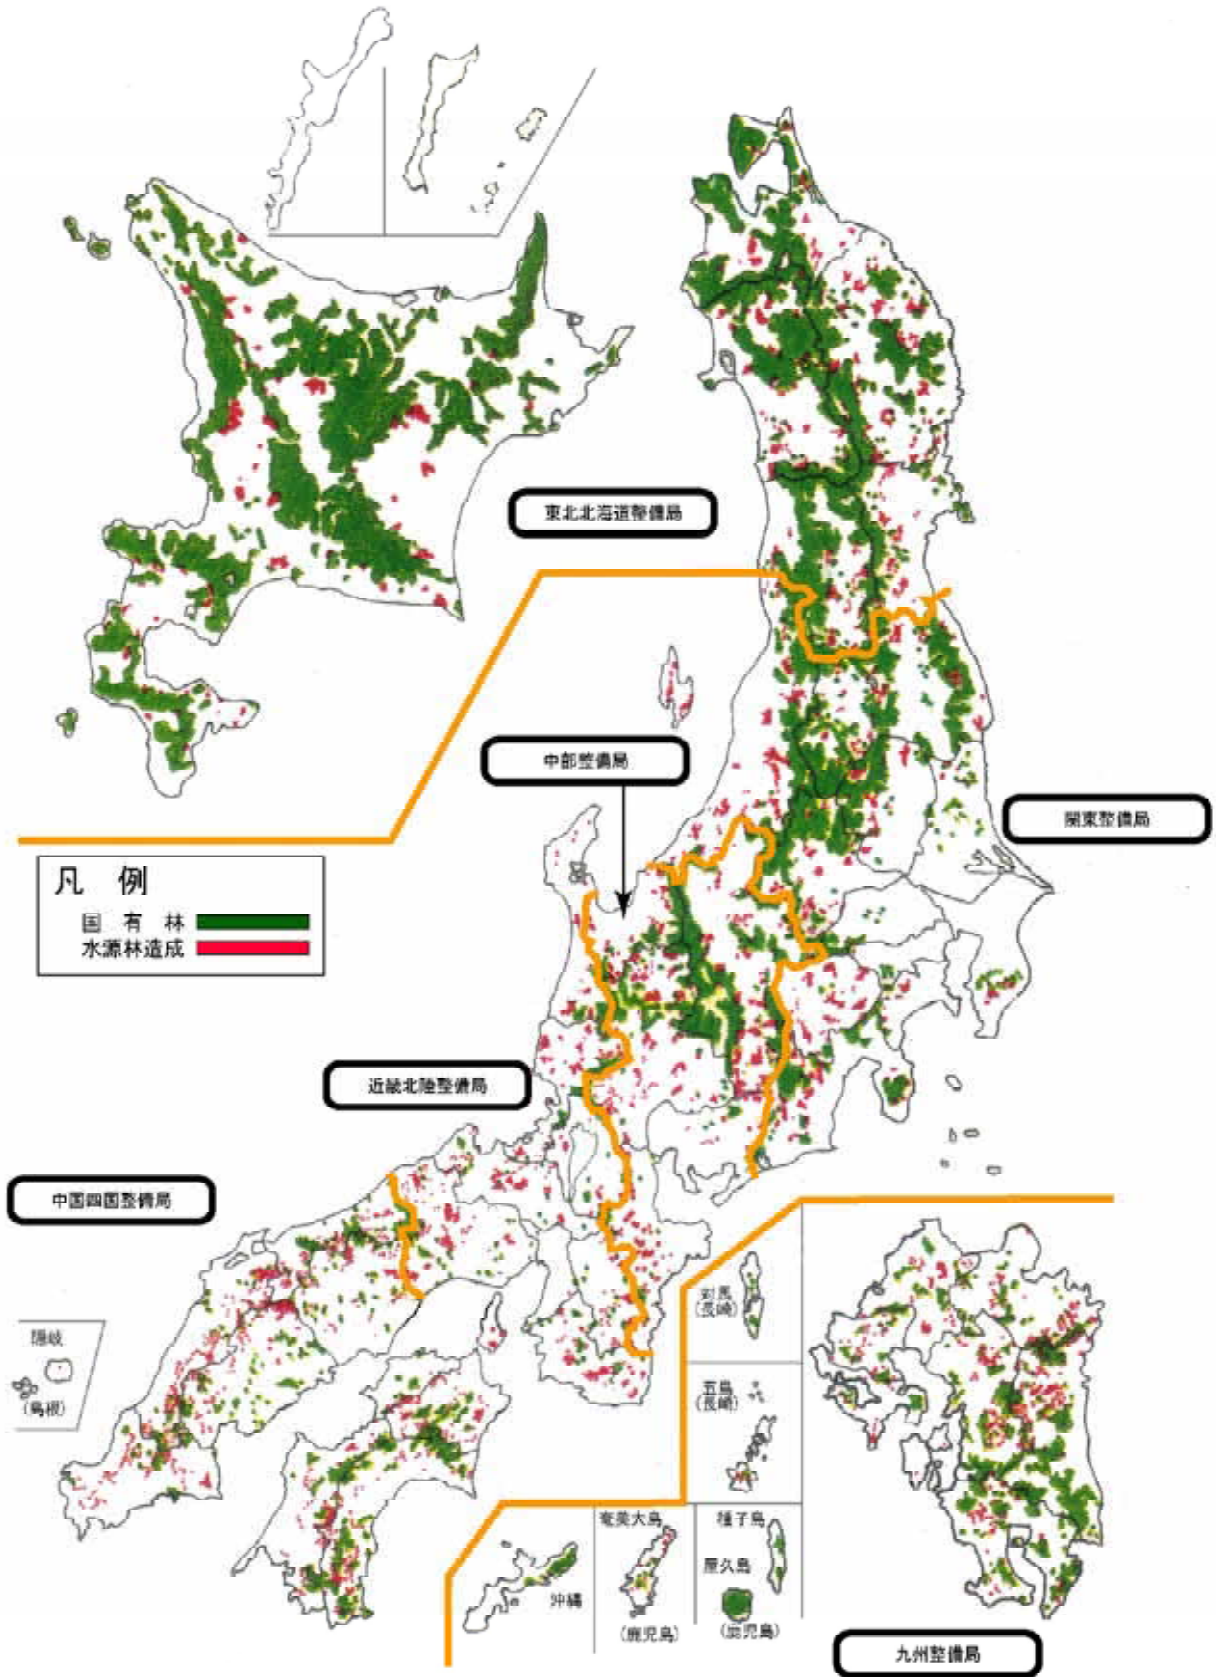 東北北海道整備局
中部整備局
関東整備局
凡 例
国 有 林
水源林造成
近畿北陸整備局
中国四国整備局
対馬
(長崎)
隠岐
(島根)
五島
(長崎)
奄美大島
種子島
屋久島
沖縄
(鹿児島)
(鹿児島)
九州整備局